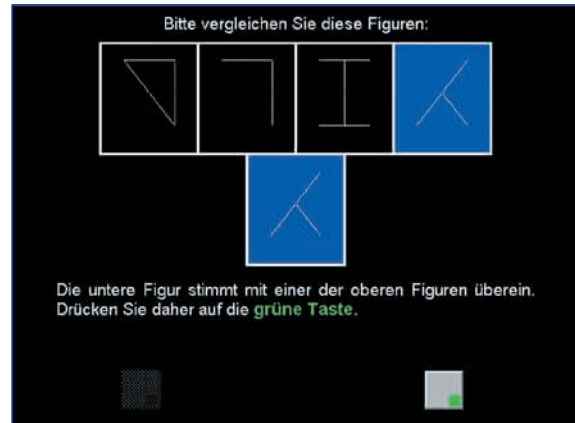 Bitte vergleichen Sie diese Figuren:
Die untere Figur stimmt mit einer der oberen Figuren überein.
Drücken Sie daher auf die grüne Taste.